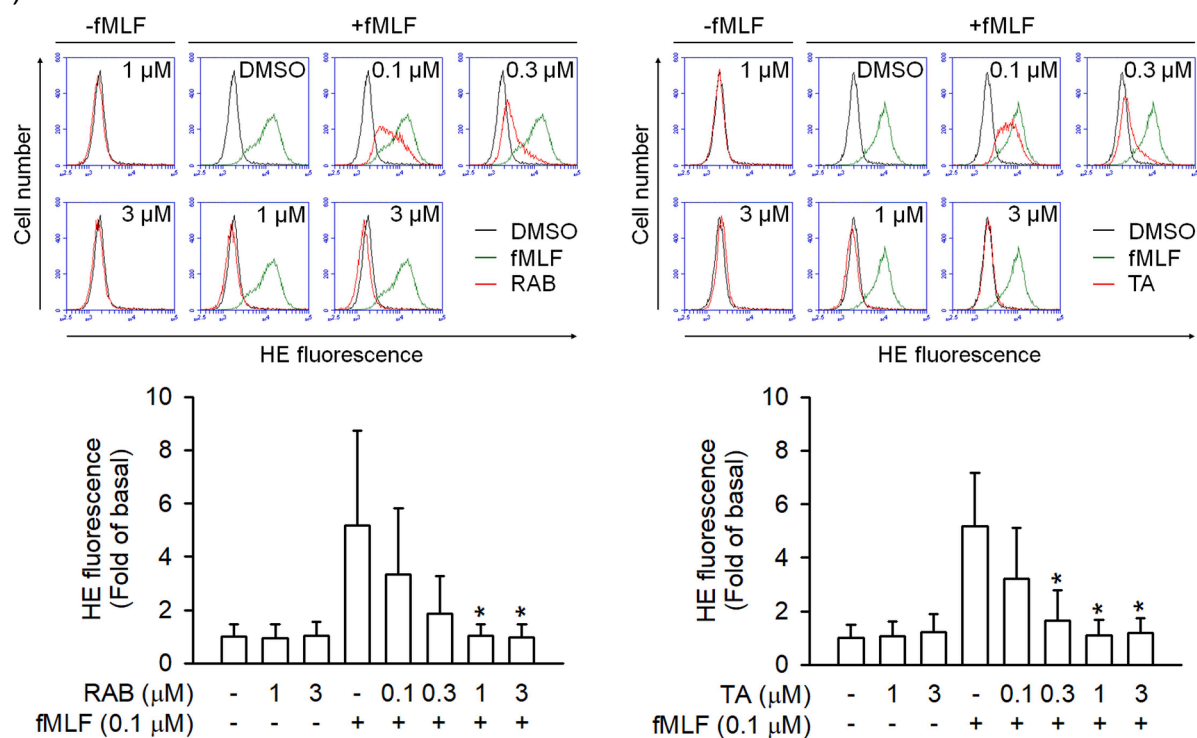 )
-fMLF +fMLF
1 µM DMSO 0.1 µM 0.3 µM
3 µM 1 µM 3 µM
DMSO
fMLF
RAB
Cell number
HE fluorescence
-fMLF +fMLF
1 µM DMSO 0.1 µM 0.3 µM
3 µM 1 µM 3 µM
DMSO
fMLF
TA
Cell number
HE fluorescence
HE fluorescence
(Fold of basal)
10
8
6
4
2
0
RAB (µM) - 1 3 - 0.1 0.3 1 3
fMLF (0.1 µM) - - - + + + + +
* *
HE fluorescence
(Fold of basal)
10
8
6
4
2
0
* * *
TA (µM) - 1 3 - 0.1 0.3 1 3
fMLF (0.1 µM) - - - + + + + +